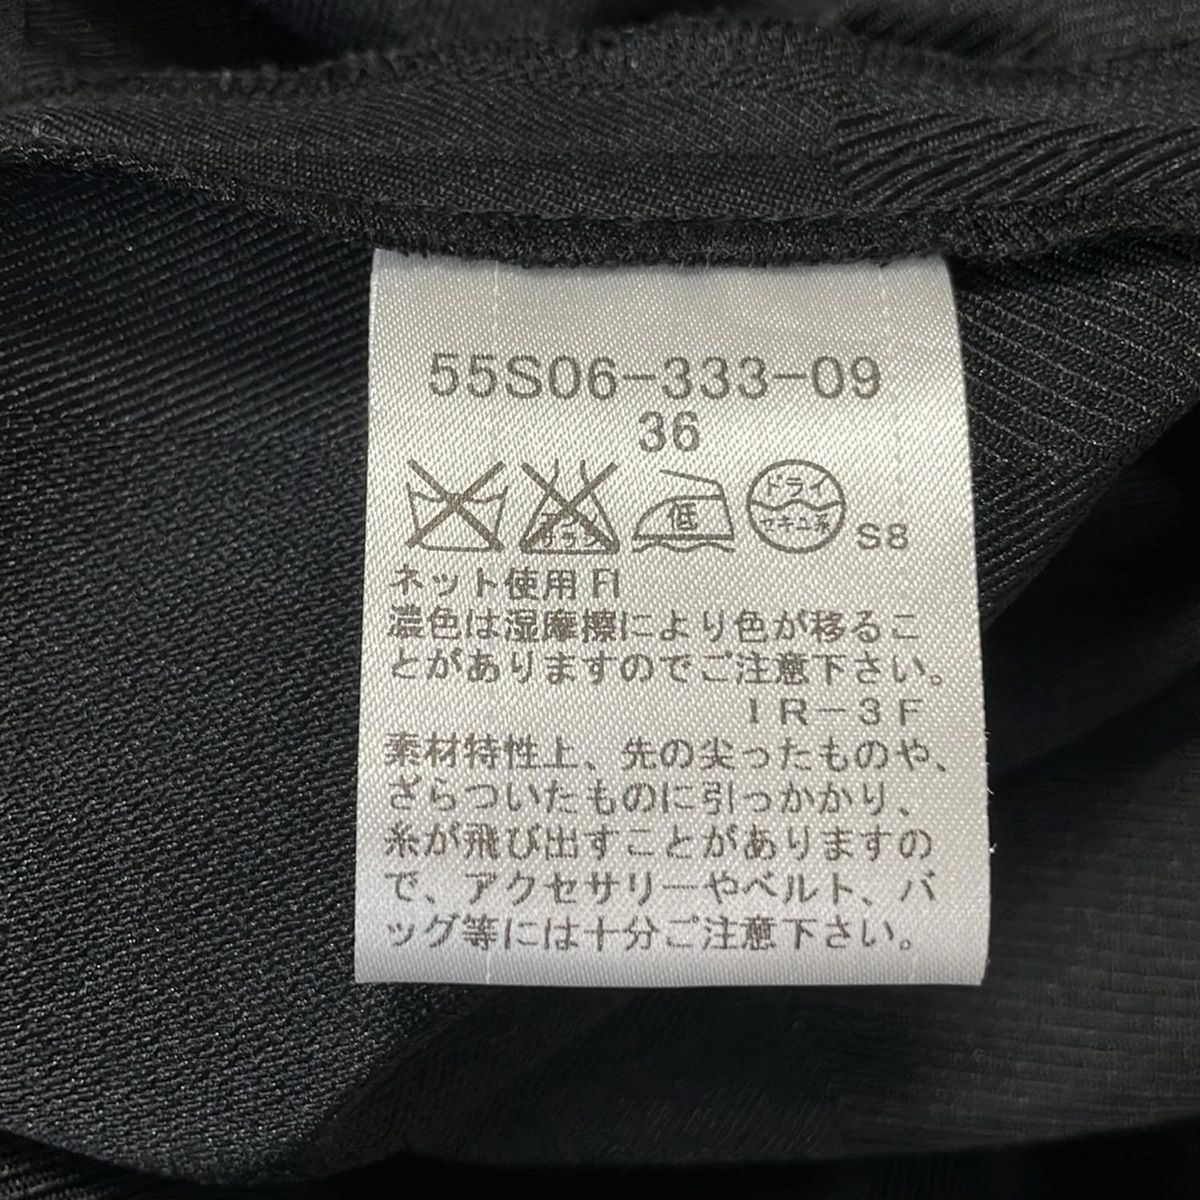 55S06-333-09
36
エンソ
サラシ
低
ドライ
セキユ系
S8
ネット使用 FI
濃色は湿摩擦により色が移るこ
とがありますのでご注意下さい。
IR-3F
素材特性上、先の尖ったものや、
ざらついたものに引っかかり、
糸が飛び出すことがありますの
で、アクセサリーやベルト、バ
ッグ等には十分ご注意下さい。